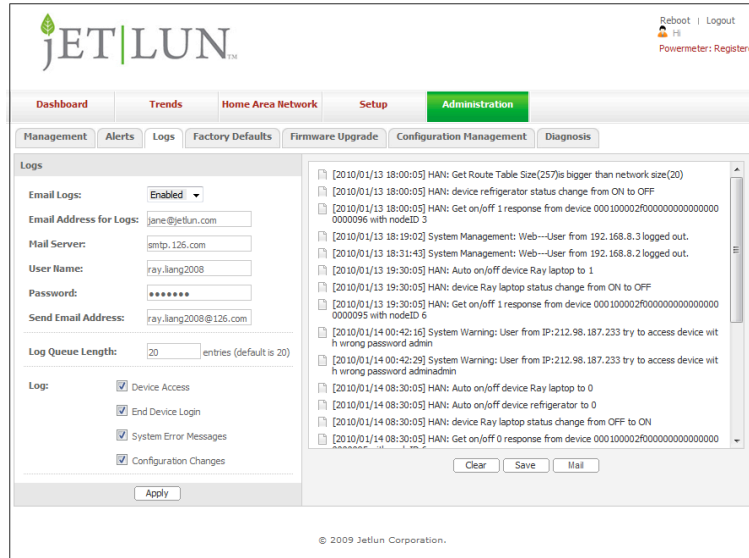 jET|LUN™
Reboot | Logout
Hi
Powermeter: Registere
Dashboard
Trends
Home Area Network
Setup
Administration
Management
Alerts
Logs
Factory Defaults
Firmware Upgrade
Configuration Management
Diagnosis
Logs
Email Logs: Enabled
Email Address for Logs: jane@jetlun.com
Mail Server: smtp.126.com
User Name: ray.liang2008
Password: •••••••
Send Email Address: ray.liang2008@126.com
Log Queue Length: 20 entries (default is 20)
Log: Device Access
End Device Login
System Error Messages
Configuration Changes
Apply
[2010/01/13 18:00:05] HAN: Get Route Table Size(257)is bigger than network size(20)
[2010/01/13 18:00:05] HAN: device refrigerator status change from ON to OFF
[2010/01/13 18:00:05] HAN: Get on/off 1 response from device 000100002f000000000000000
0000096 with nodeID 3
[2010/01/13 18:19:02] System Management: Web---User from 192.168.8.3 logged out.
[2010/01/13 18:31:43] System Management: Web---User from 192.168.8.2 logged out.
[2010/01/13 19:30:05] HAN: Auto on/off device Ray laptop to 1
[2010/01/13 19:30:05] HAN: device Ray laptop status change from ON to OFF
[2010/01/13 19:30:05] HAN: Get on/off 1 response from device 000100002f000000000000000
0000095 with nodeID 6
[2010/01/14 00:42:16] System Warning: User from IP:212.98.187.233 try to access device wit
h wrong password admin
[2010/01/14 00:42:29] System Warning: User from IP:212.98.187.233 try to access device wit
h wrong password adminadmin
[2010/01/14 08:30:05] HAN: Auto on/off device Ray laptop to 0
[2010/01/14 08:30:05] HAN: Auto on/off device refrigerator to 0
[2010/01/14 08:30:05] HAN: device Ray laptop status change from OFF to ON
[2010/01/14 08:30:05] HAN: Get on/off 0 response from device 000100002f000000000000000
0000095 with nodeID 6
Clear
Save
Mail
© 2009 Jetlun Corporation.